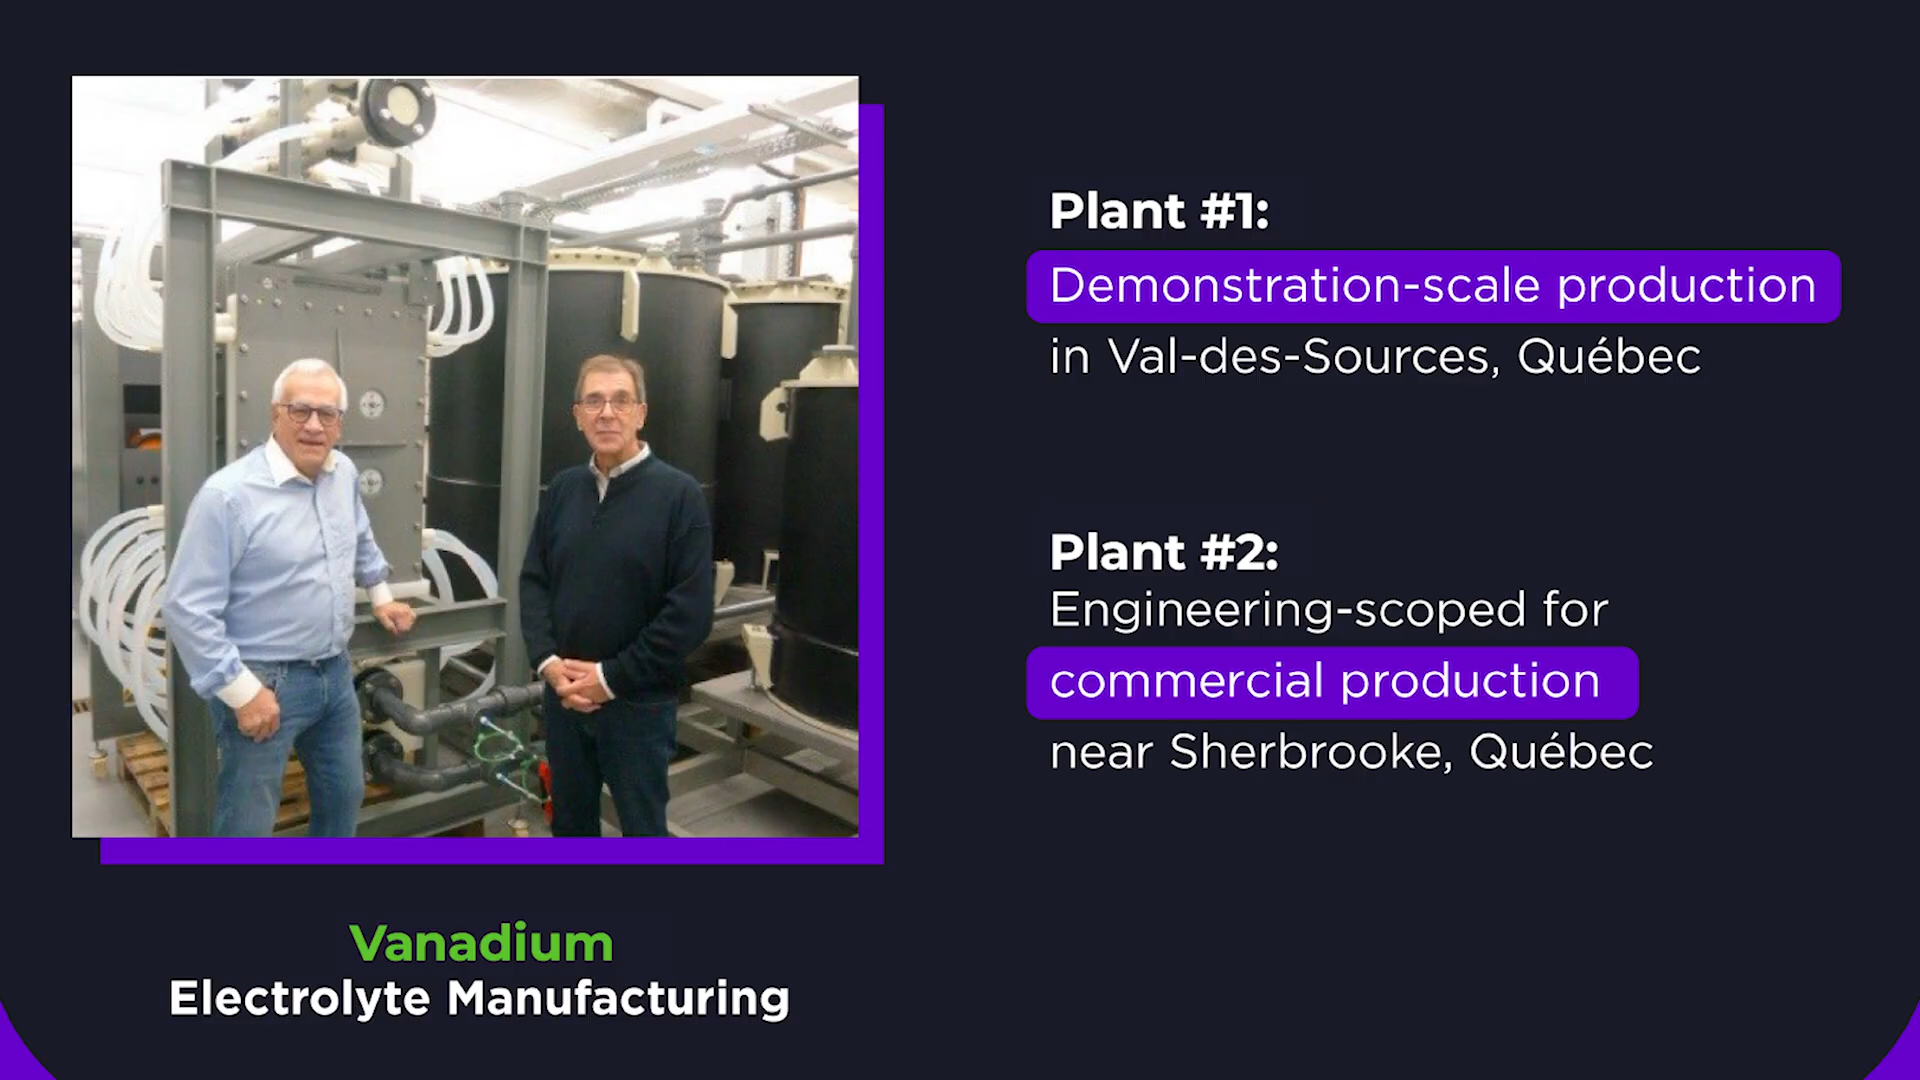 Plant #1:
Demonstration-scale production
in Val-des-Sources, Québec
Plant #2:
Engineering-scoped for
commercial production
near Sherbrooke, Québec
Vanadium
Electrolyte Manufacturing